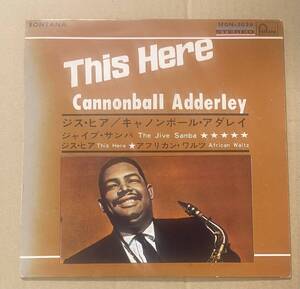 FONTANA
This Here
Cannonball Adderley
ジス・ヒア／キャノンボール・アダレイ
ジャイブ・サンバ The Jive Samba ★★★★★
ジス・ヒア This Here ★アフリカン・ワルツ African Waltz